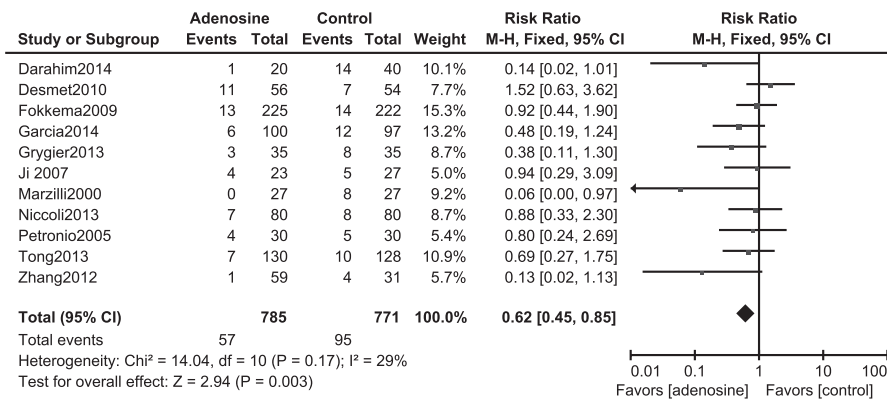 Adenosine Control Risk Ratio Risk Ratio
Study or Subgroup Events Total Events Total Weight M-H, Fixed, 95% CI M-H, Fixed, 95% CI
Darahim2014 1 20 14 40 10.1% 0.14 [0.02, 1.01]
Desmet2010 11 56 7 54 7.7% 1.52 [0.63, 3.62]
Fokkema2009 13 225 14 222 15.3% 0.92 [0.44, 1.90]
Garcia2014 6 100 12 97 13.2% 0.48 [0.19, 1.24]
Grygier2013 3 35 8 35 8.7% 0.38 [0.11, 1.30]
Ji 2007 4 23 5 27 5.0% 0.94 [0.29, 3.09]
Marzilli2000 0 27 8 27 9.2% 0.06 [0.00, 0.97]
Niccoli2013 7 80 8 80 8.7% 0.88 [0.33, 2.30]
Petronio2005 4 30 5 30 5.4% 0.80 [0.24, 2.69]
Tong2013 7 130 10 128 10.9% 0.69 [0.27, 1.75]
Zhang2012 1 59 4 31 5.7% 0.13 [0.02, 1.13]
Total (95% CI) 785 771 100.0% 0.62 [0.45, 0.85]
Total events 57 95
Heterogeneity: Chi² = 14.04, df = 10 (P = 0.17); I² = 29%
Test for overall effect: Z = 2.94 (P = 0.003)
0.01 0.1 1 10 100
Favors [adenosine] Favors [control]